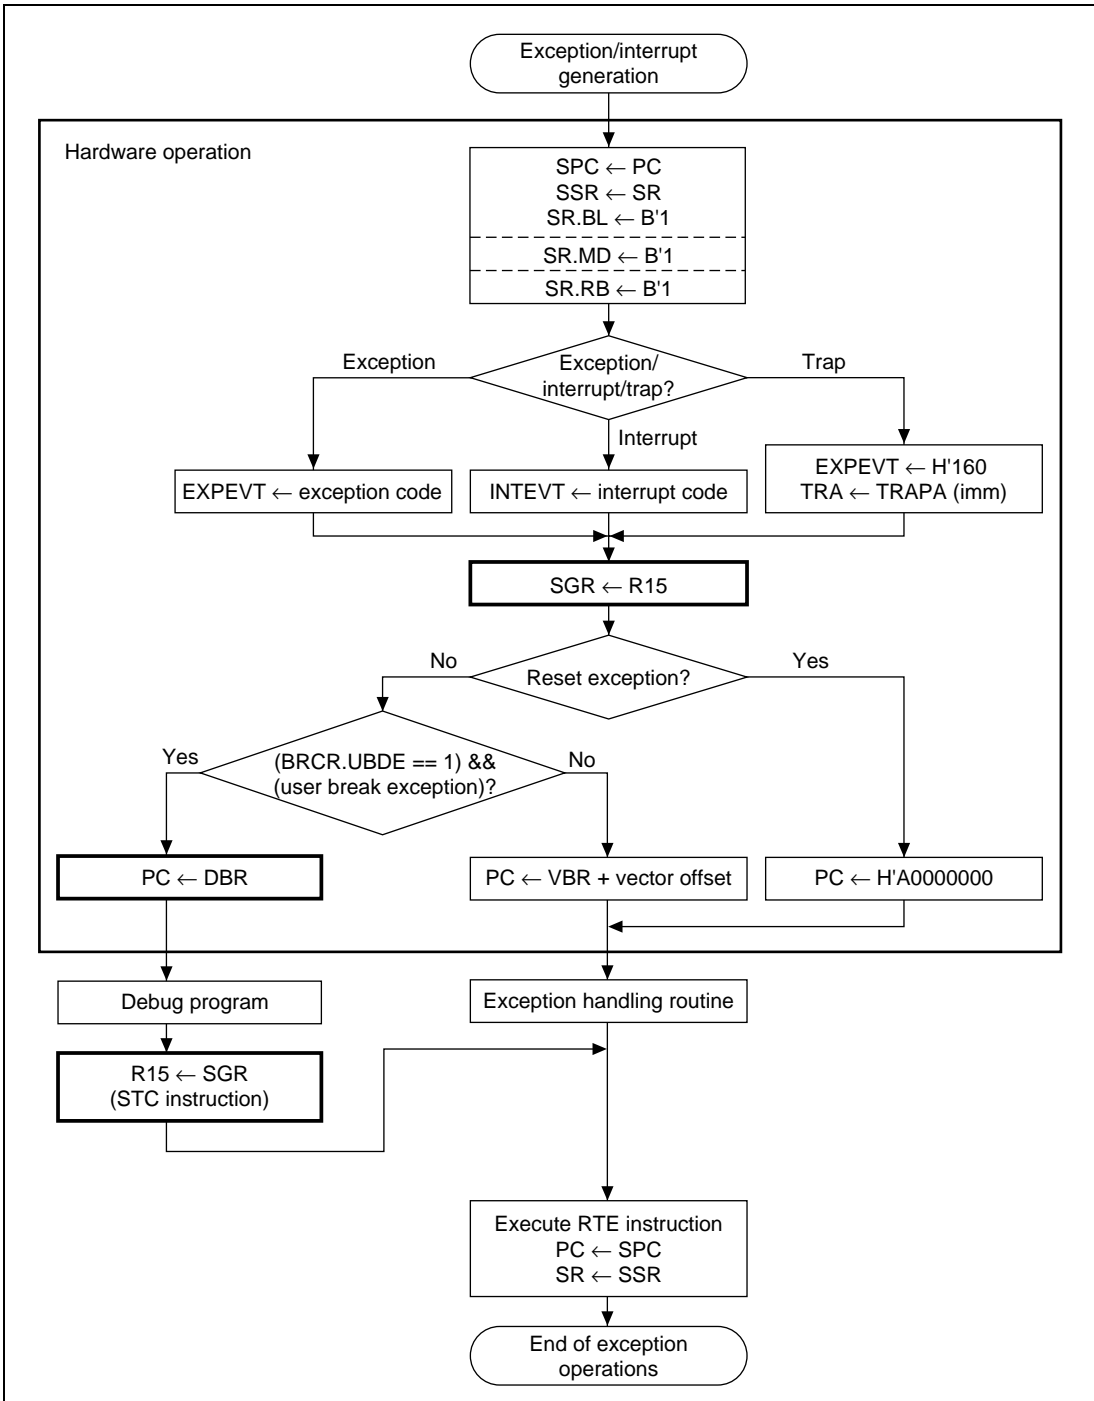 Exception/interrupt
generation
Hardware operation
SPC ← PC
SSR ← SR
SR.BL ← B'1
SR.MD ← B'1
SR.RB ← B'1
Exception
Exception/
interrupt/trap?
Trap
Interrupt
EXPEVT ← exception code
INTEVT ← interrupt code
EXPEVT ← H'160
TRA ← TRAPA (imm)
SGR ← R15
No
Reset exception?
Yes
Yes
(BRCR.UBDE == 1) &&
(user break exception)?
No
PC ← DBR
PC ← VBR + vector offset
PC ← H'A0000000
Debug program
Exception handling routine
R15 ← SGR
(STC instruction)
Execute RTE instruction
PC ← SPC
SR ← SSR
End of exception
operations